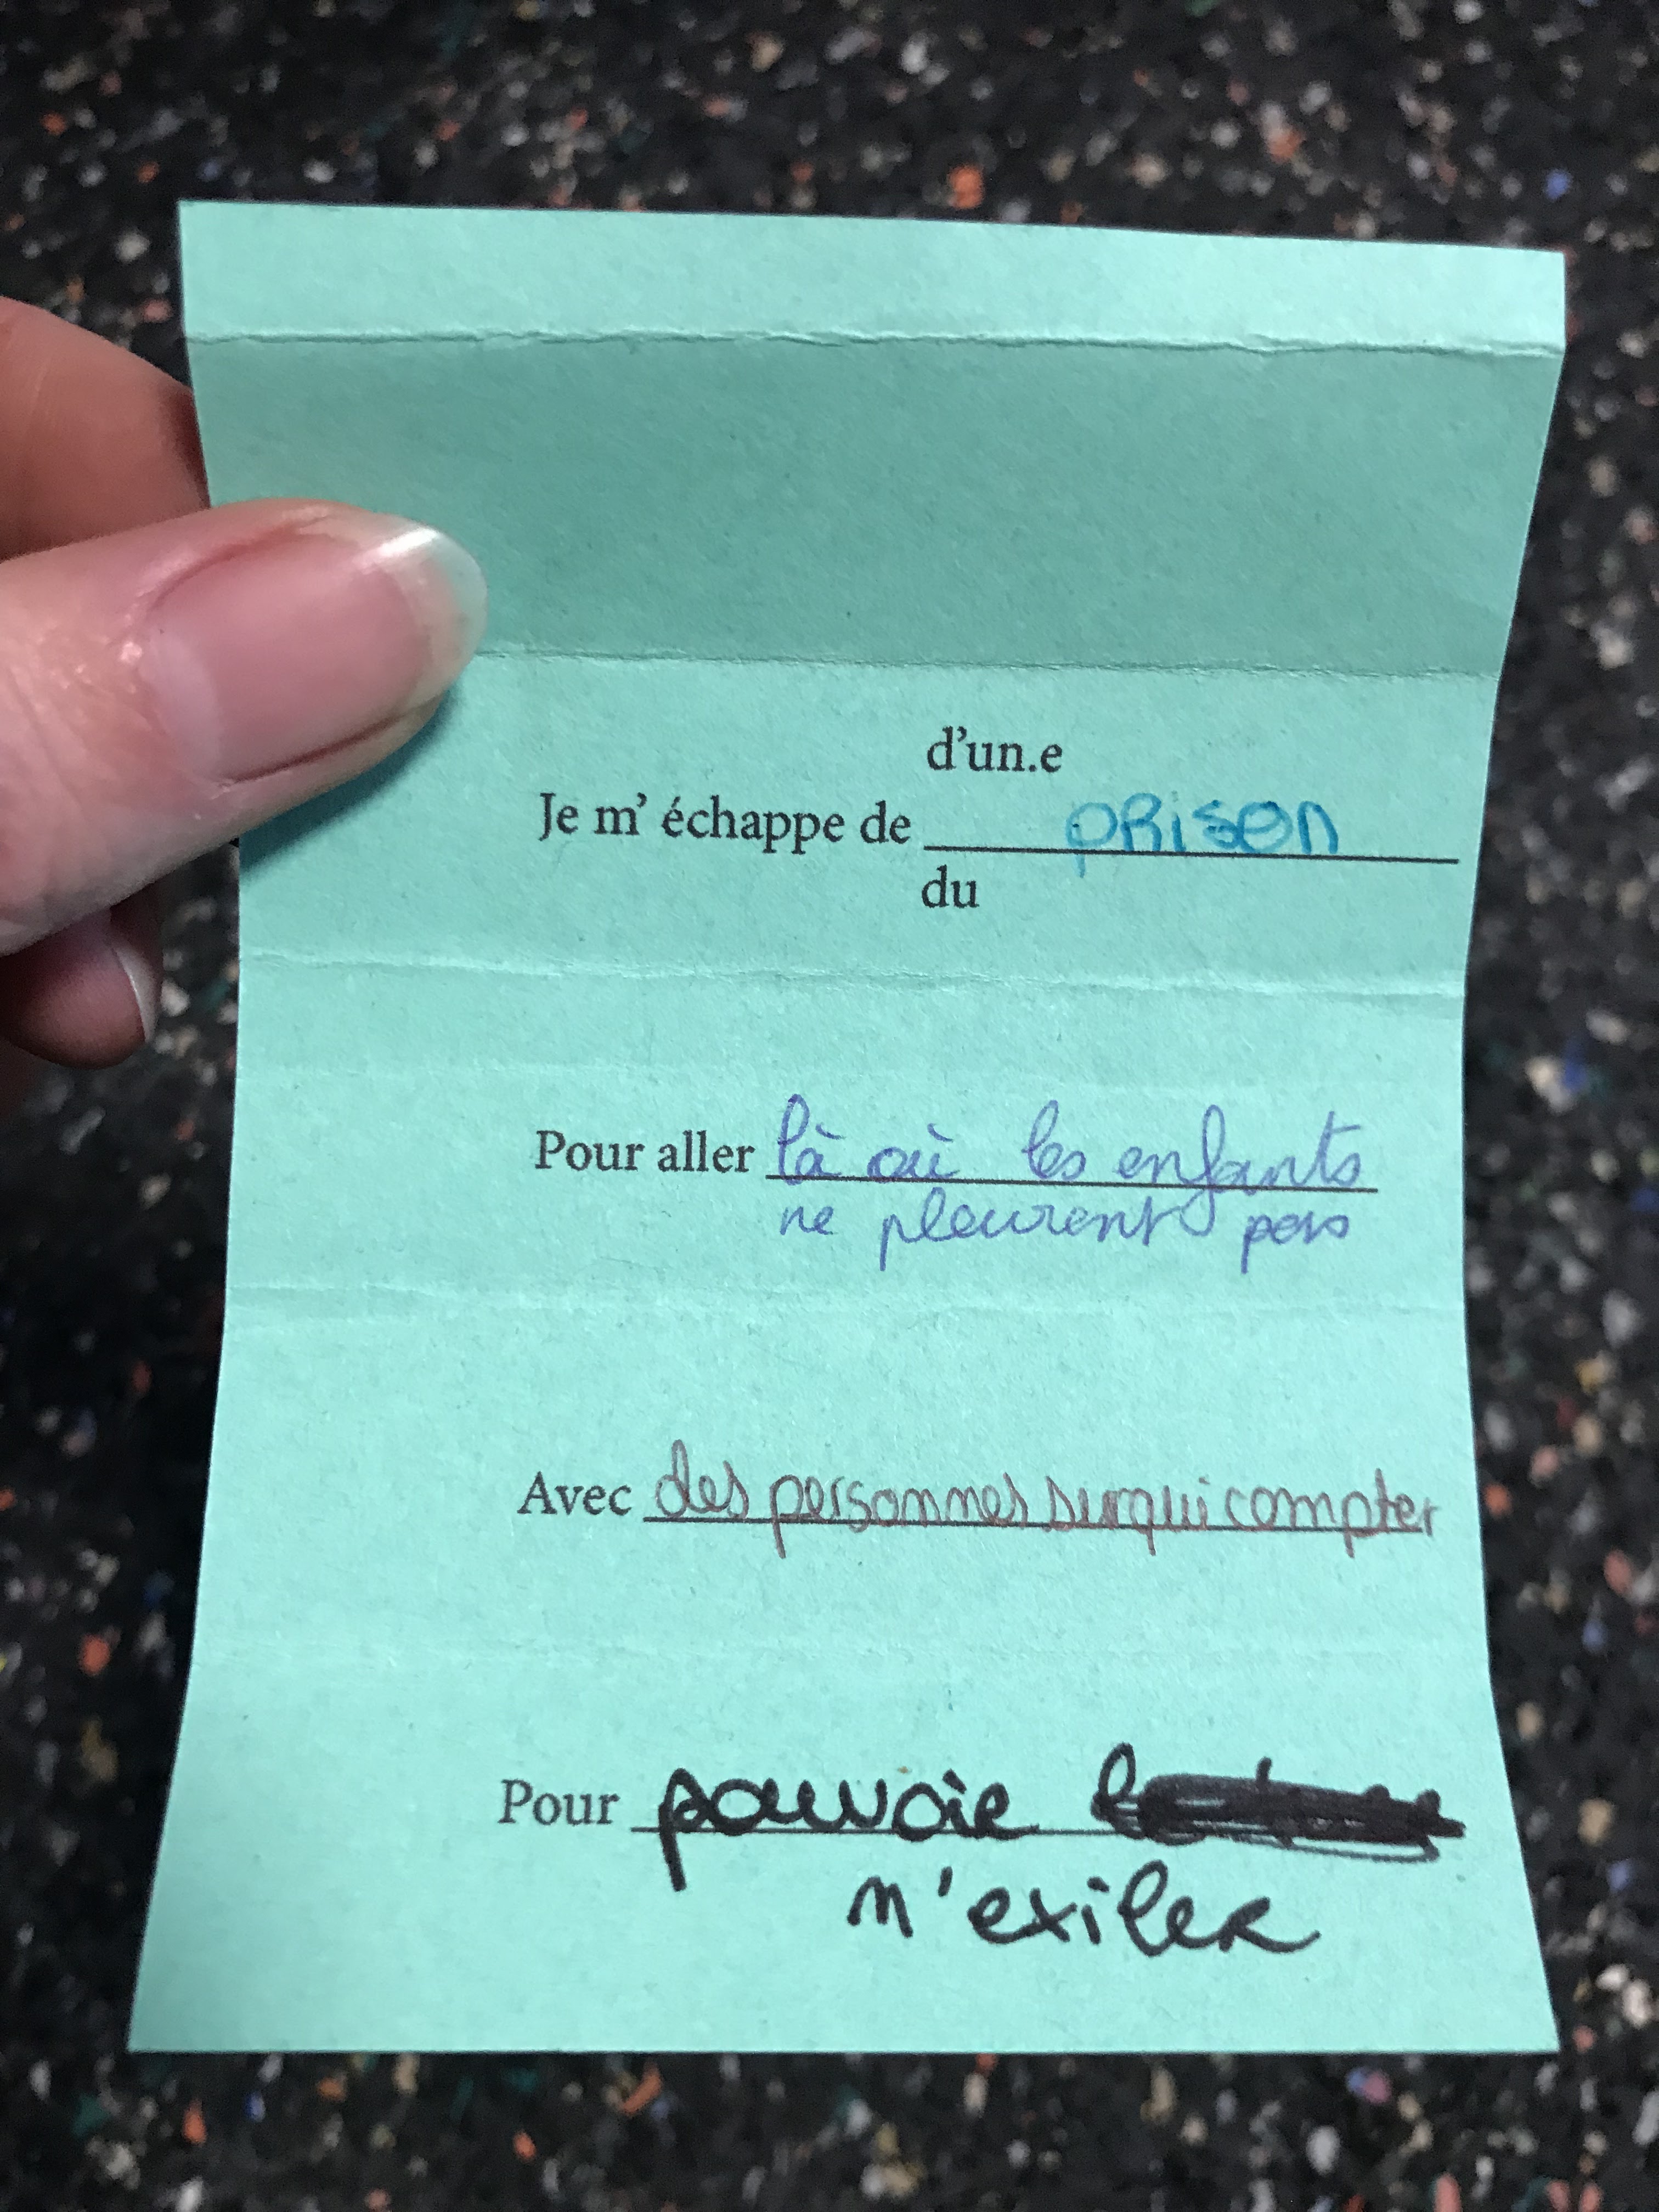 d'un.e
Je m' échappe de prison
du
Pour aller là où les enfants
ne pleurent pas
Avec des personnes sur qui compter
Pour pouvoir
m'exiler